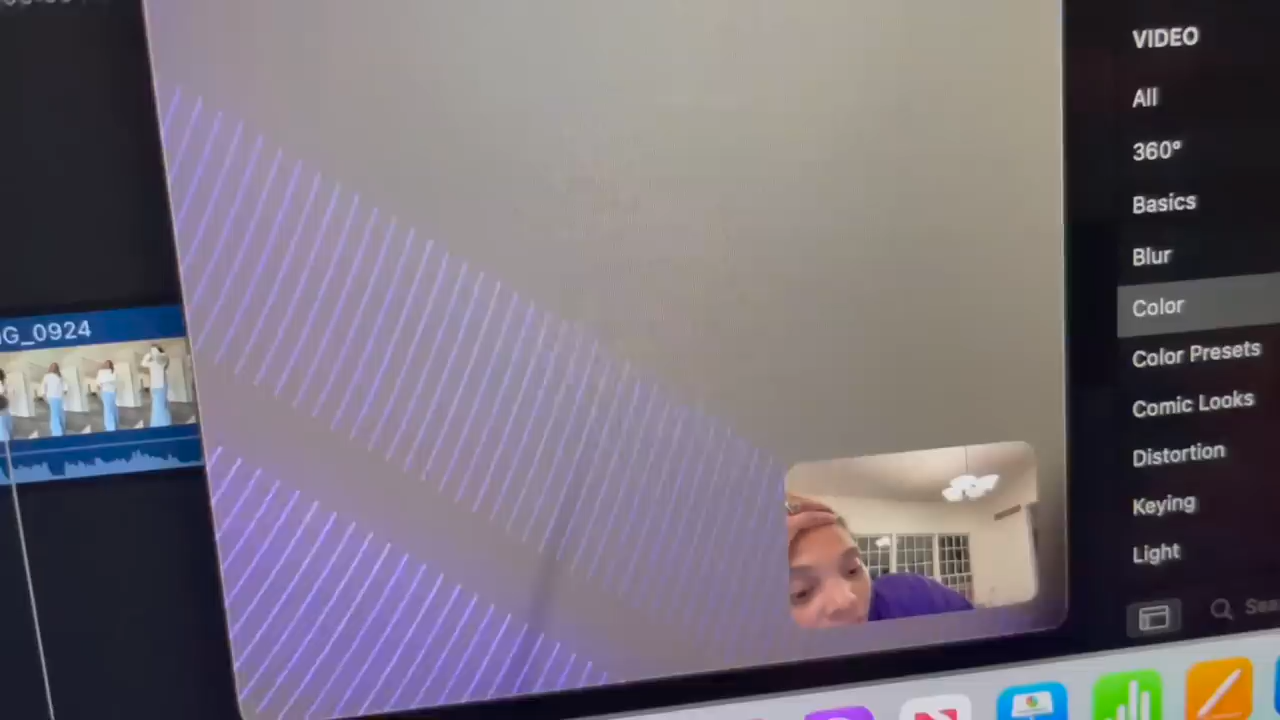 G_0924
VIDEO
All
360°
Basics
Blur
Color
Color Presets
Comic Looks
Distortion
Keying
Light